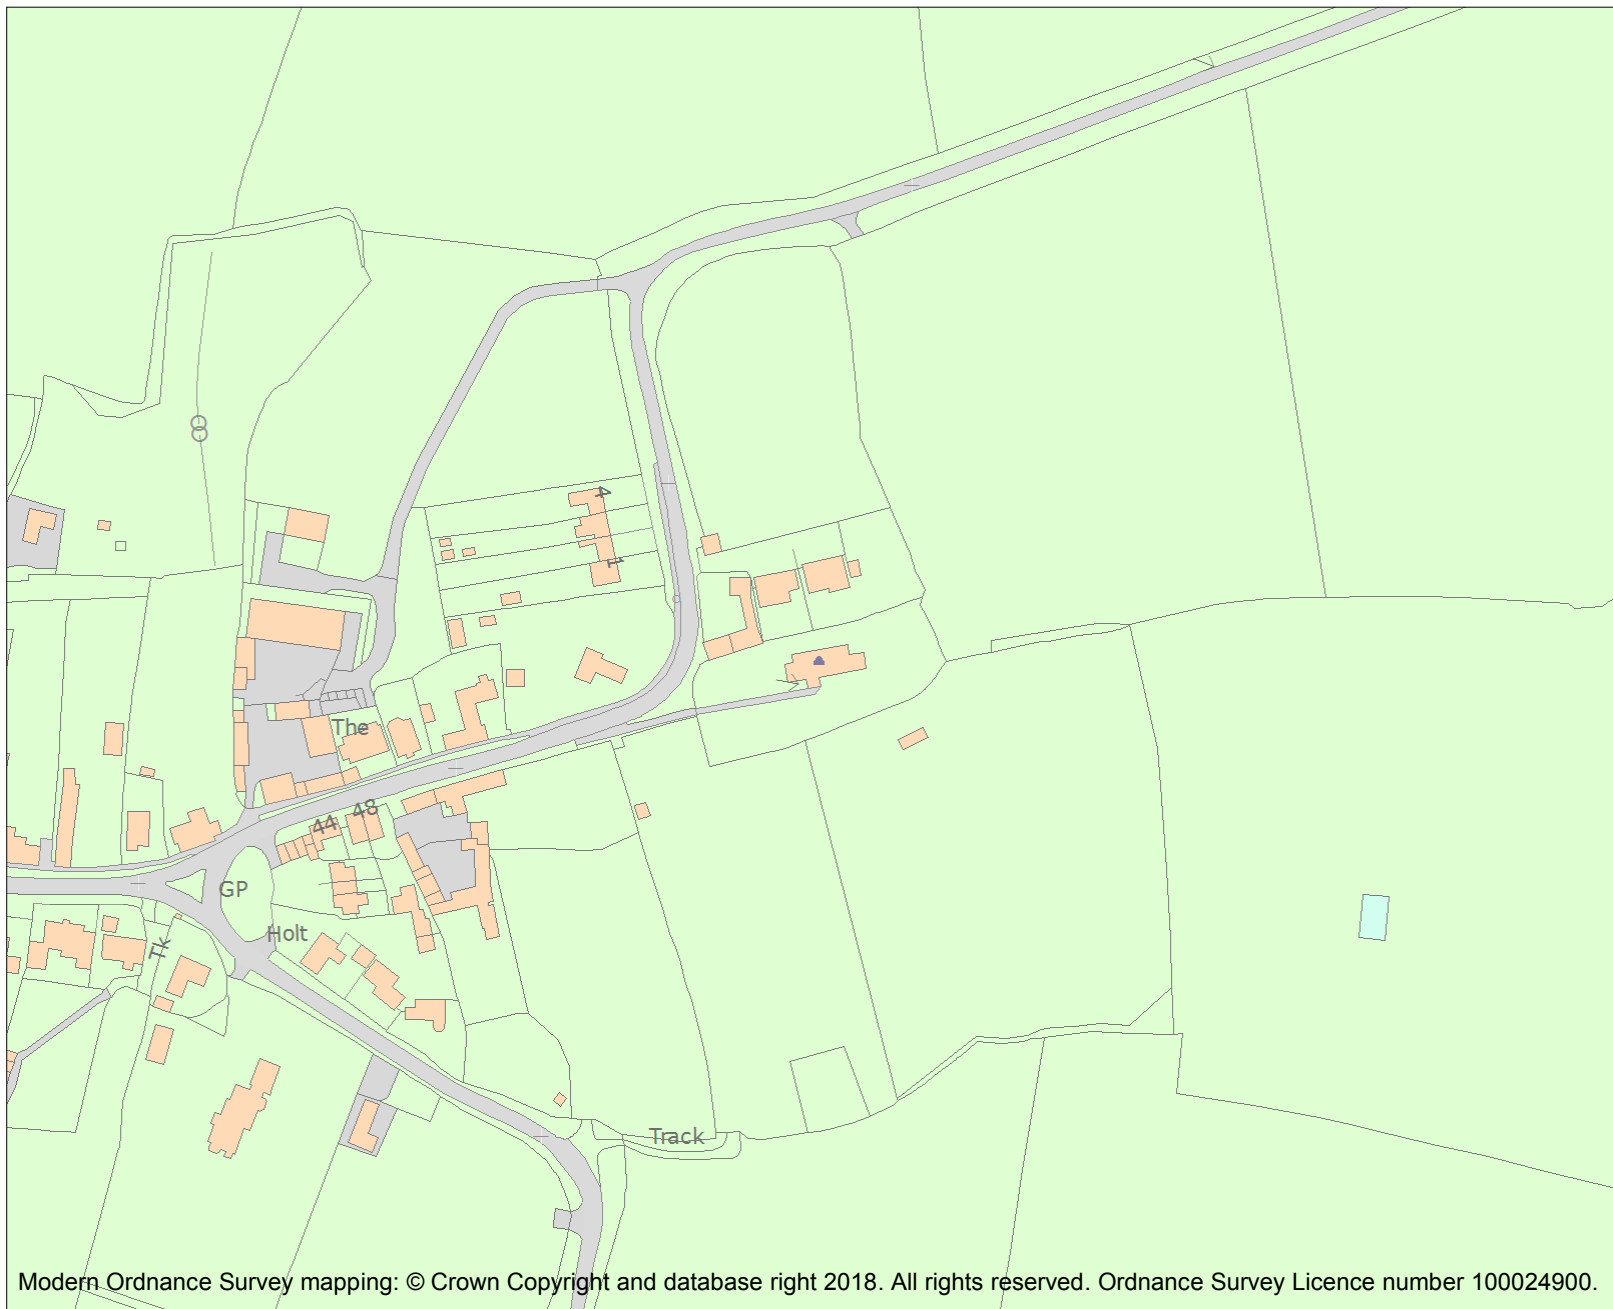 4
1
The
48
44
GP
Holt
Tk
Track
Modern Ordnance Survey mapping: © Crown Copyright and database right 2018. All rights reserved. Ordnance Survey Licence number 100024900.